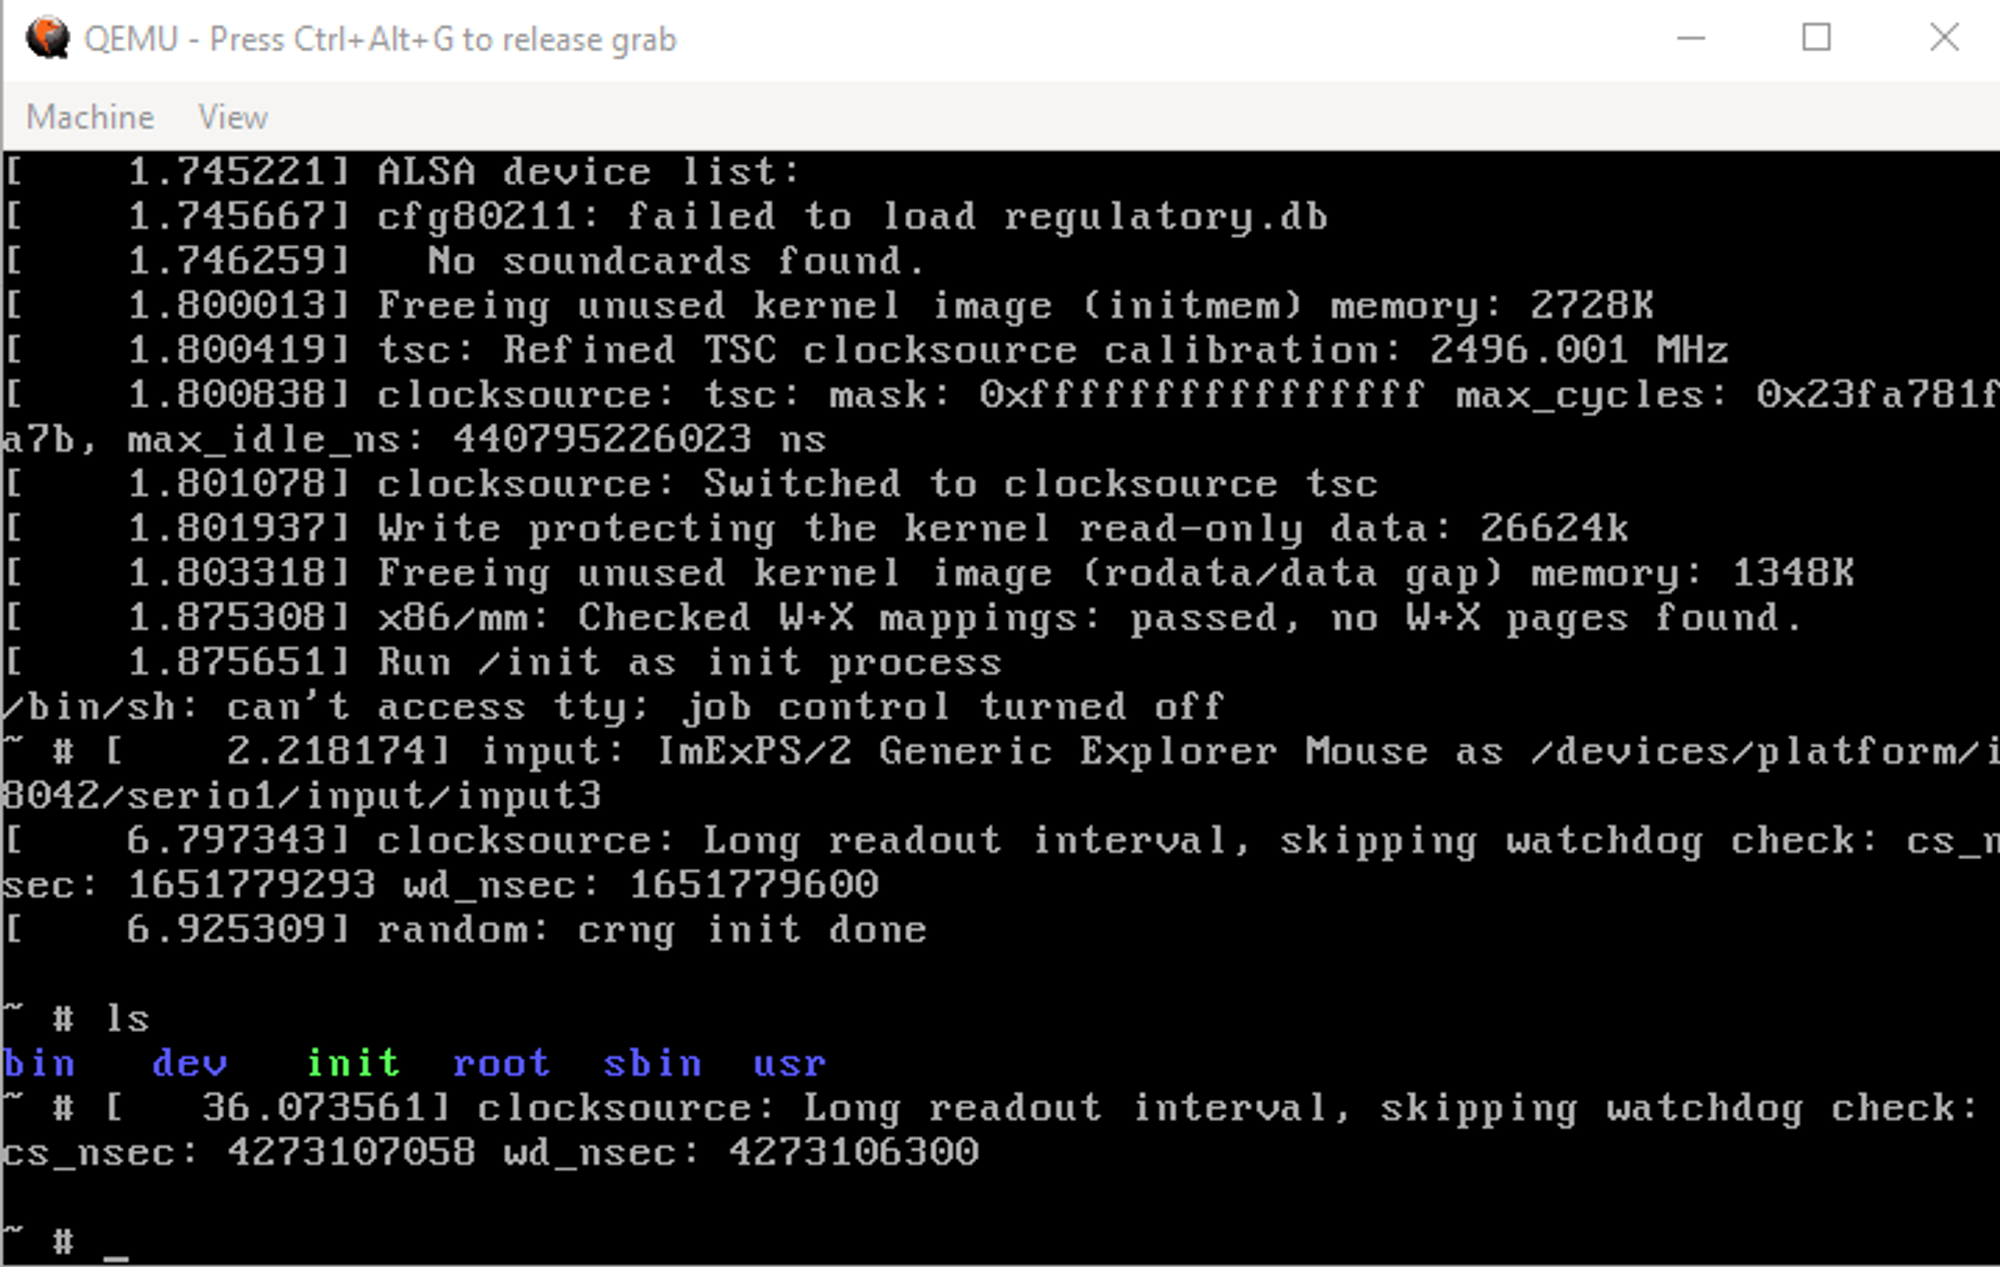 QEMU - Press Ctrl+Alt+G to release grab
Machine View
[    1.745221] ALSA device list:
[    1.745667] cfg80211: failed to load regulatory.db
[    1.746259]   No soundcards found.
[    1.800013] Freeing unused kernel image (initmem) memory: 2728K
[    1.800419] tsc: Refined TSC clocksource calibration: 2496.001 MHz
[    1.800838] clocksource: tsc: mask: 0xffffffffffffffff max_cycles: 0x23fa781f
a7b, max_idle_ns: 440795226023 ns
[    1.801078] clocksource: Switched to clocksource tsc
[    1.801937] Write protecting the kernel read-only data: 26624k
[    1.803318] Freeing unused kernel image (rodata/data gap) memory: 1348K
[    1.875308] x86/mm: Checked W+X mappings: passed, no W+X pages found.
[    1.875651] Run /init as init process
/bin/sh: can't access tty; job control turned off
~ # [    2.218174] input: ImExPS/2 Generic Explorer Mouse as /devices/platform/i
8042/serio1/input/input3
[    6.797343] clocksource: Long readout interval, skipping watchdog check: cs_n
sec: 1651779293 wd_nsec: 1651779600
[    6.925309] random: crng init done
~ # ls
bin   dev   init  root  sbin  usr
~ # [   36.073561] clocksource: Long readout interval, skipping watchdog check:
cs_nsec: 4273107058 wd_nsec: 4273106300
~ # _